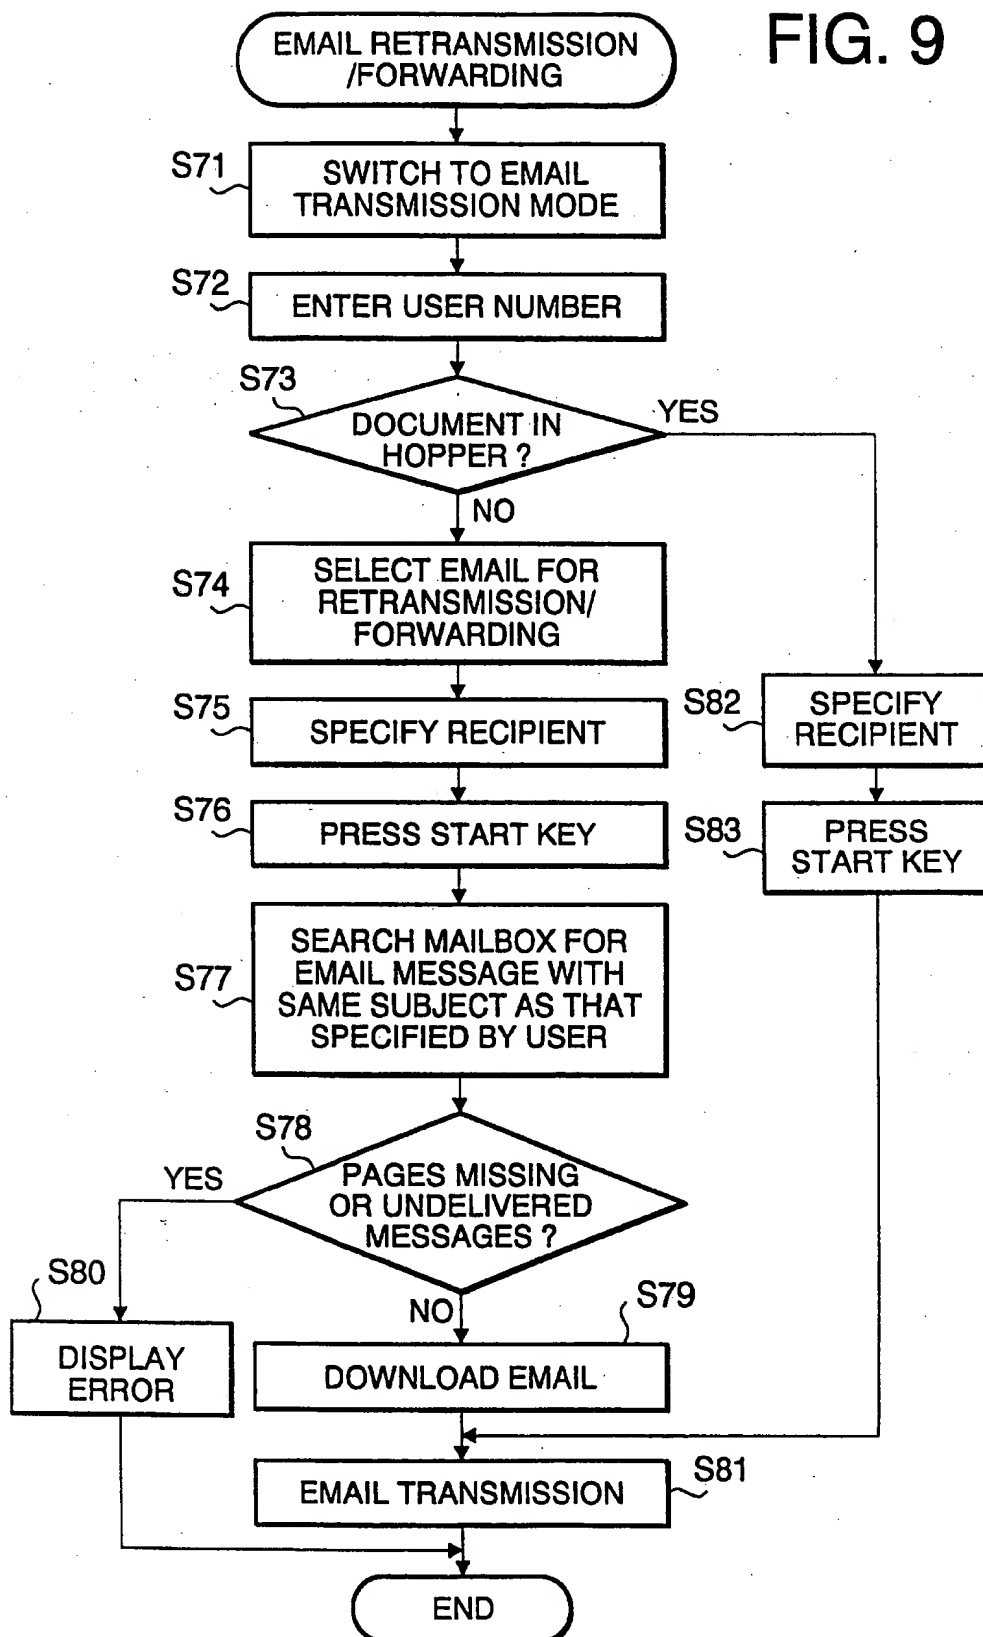 FIG. 9
EMAIL RETRANSMISSION
/FORWARDING
S71
SWITCH TO EMAIL
TRANSMISSION MODE
S72
ENTER USER NUMBER
S73
DOCUMENT IN
HOPPER ?
YES
NO
S74
SELECT EMAIL FOR
RETRANSMISSION/
FORWARDING
S75
SPECIFY RECIPIENT
S82
SPECIFY
RECIPIENT
S76
PRESS START KEY
S83
PRESS
START KEY
S77
SEARCH MAILBOX FOR
EMAIL MESSAGE WITH
SAME SUBJECT AS THAT
SPECIFIED BY USER
S78
PAGES MISSING
OR UNDELIVERED
MESSAGES ?
YES
NO
S80
DISPLAY
ERROR
S79
DOWNLOAD EMAIL
S81
EMAIL TRANSMISSION
END